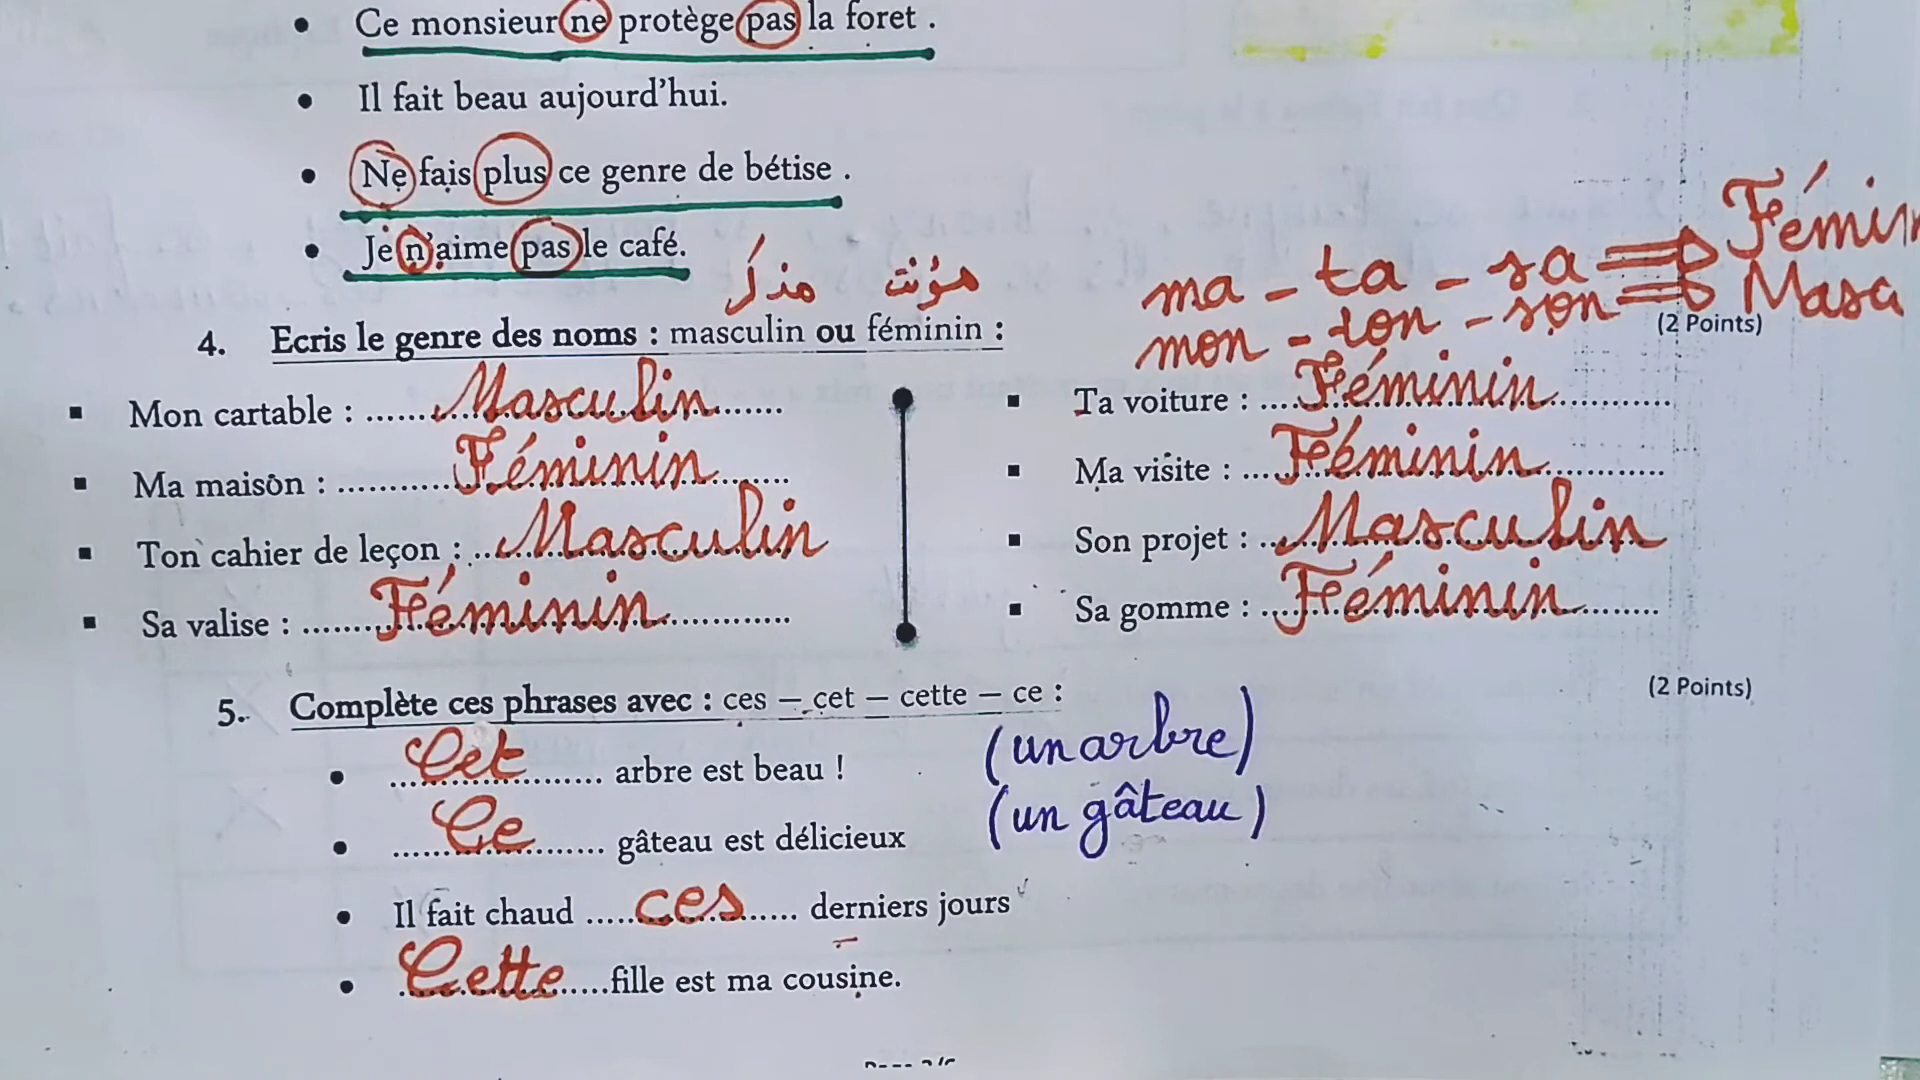 Ce monsieur ne protège pas la foret .
Il fait beau aujourd'hui.
Ne fais plus ce genre de bétise .
Je n'aime pas le café.
مذكر مؤنث
ma - ta - sa ⇒ Fémin
mon - ton - son ⇒ Masc
4. Ecris le genre des noms : masculin ou féminin : (2 Points)
Mon cartable : Masculin
Ta voiture : Féminin
Ma maison : Féminin
Ma visite : Féminin
Ton cahier de leçon : Masculin
Son projet : Masculin
Sa valise : Féminin
Sa gomme : Féminin
5. Complète ces phrases avec : ces – cet – cette – ce : (2 Points)
Cet arbre est beau ! (un arbre)
Ce gâteau est délicieux (un gâteau)
Il fait chaud ces derniers jours
Cette fille est ma cousine.